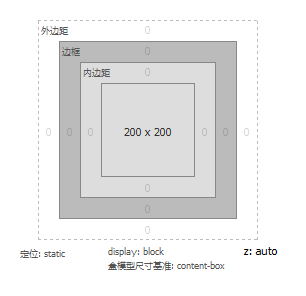 外边距 0
边框 0
内边距 0
0 0 0 200 x 200 0 0 0
0
0
0
定位: static display: block z: auto
盒模型尺寸基准: content-box